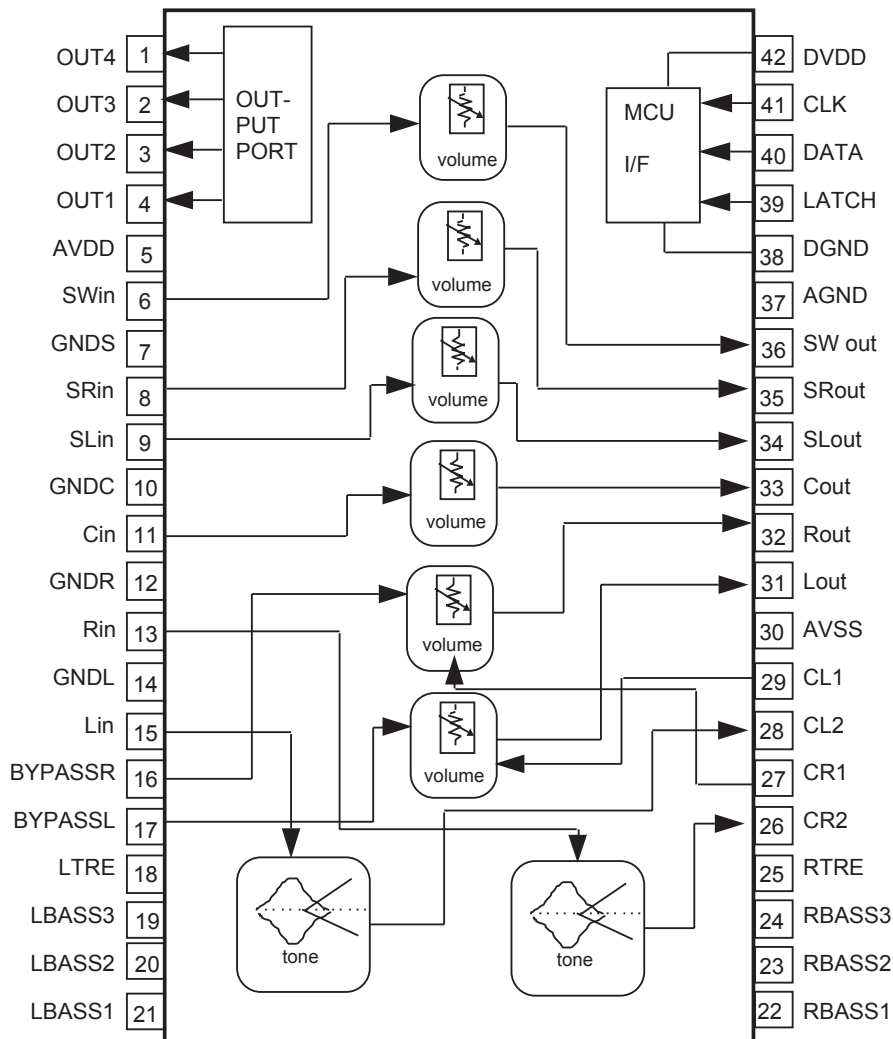 OUT4 1
OUT3 2
OUT2 3
OUT1 4
AVDD 5
SWin 6
GNDS 7
SRin 8
SLin 9
GNDC 10
Cin 11
GNDR 12
Rin 13
GNDL 14
Lin 15
BYPASSR 16
BYPASSL 17
LTRE 18
LBASS3 19
LBASS2 20
LBASS1 21
OUT-
PUT
PORT
volume
volume
volume
volume
volume
volume
tone
tone
MCU
I/F
42 DVDD
41 CLK
40 DATA
39 LATCH
38 DGND
37 AGND
36 SW out
35 SRout
34 SLout
33 Cout
32 Rout
31 Lout
30 AVSS
29 CL1
28 CL2
27 CR1
26 CR2
25 RTRE
24 RBASS3
23 RBASS2
22 RBASS1